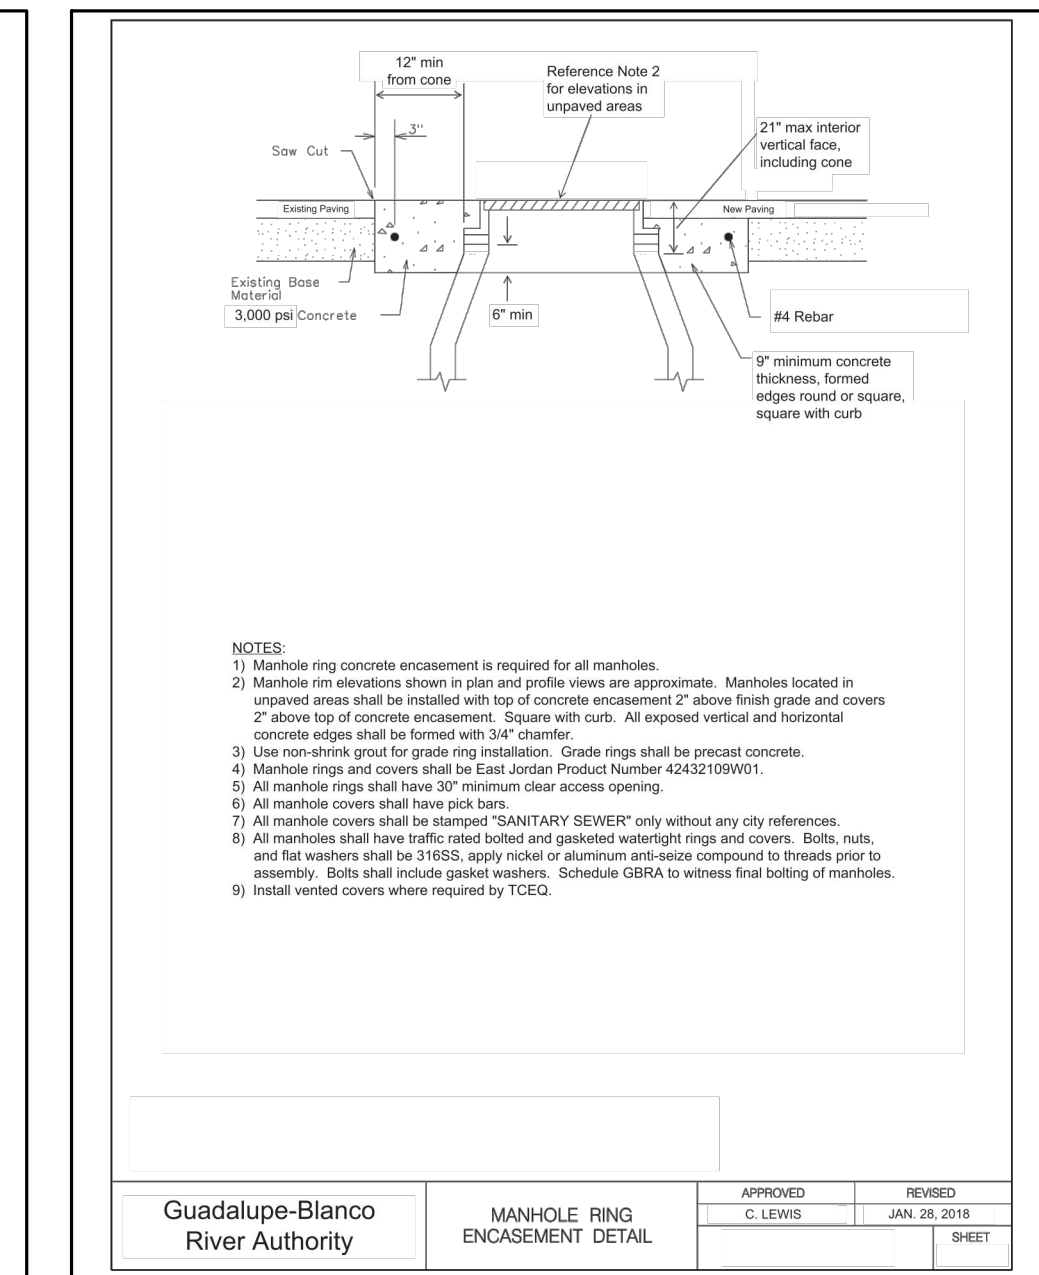 12" min
from cone
Reference Note 2
for elevations in
unpaved areas
21" max interior
vertical face,
including cone
3"
Saw Cut
Existing Paving
New Paving
Existing Base
Material
3,000 psi Concrete
6" min
#4 Rebar
9" minimum concrete
thickness, formed
edges round or square,
square with curb
NOTES:
1) Manhole ring concrete encasement is required for all manholes.
2) Manhole rim elevations shown in plan and profile views are approximate. Manholes located in
unpaved areas shall be installed with top of concrete encasement 2" above finish grade and covers
2" above top of concrete encasement. Square with curb. All exposed vertical and horizontal
concrete edges shall be formed with 3/4" chamfer.
3) Use non-shrink grout for grade ring installation. Grade rings shall be precast concrete.
4) Manhole rings and covers shall be East Jordan Product Number 42432109W01.
5) All manhole rings shall have 30" minimum clear access opening.
6) All manhole covers shall have pick bars.
7) All manhole covers shall be stamped "SANITARY SEWER" only without any city references.
8) All manholes shall have traffic rated bolted and gasketed watertight rings and covers. Bolts, nuts,
and flat washers shall be 316SS, apply nickel or aluminum anti-seize compound to threads prior to
assembly. Bolts shall include gasket washers. Schedule GBRA to witness final bolting of manholes.
9) Install vented covers where required by TCEQ.
Guadalupe-Blanco
River Authority
MANHOLE RING
ENCASEMENT DETAIL
APPROVED
C. LEWIS
REVISED
JAN. 28, 2018
SHEET